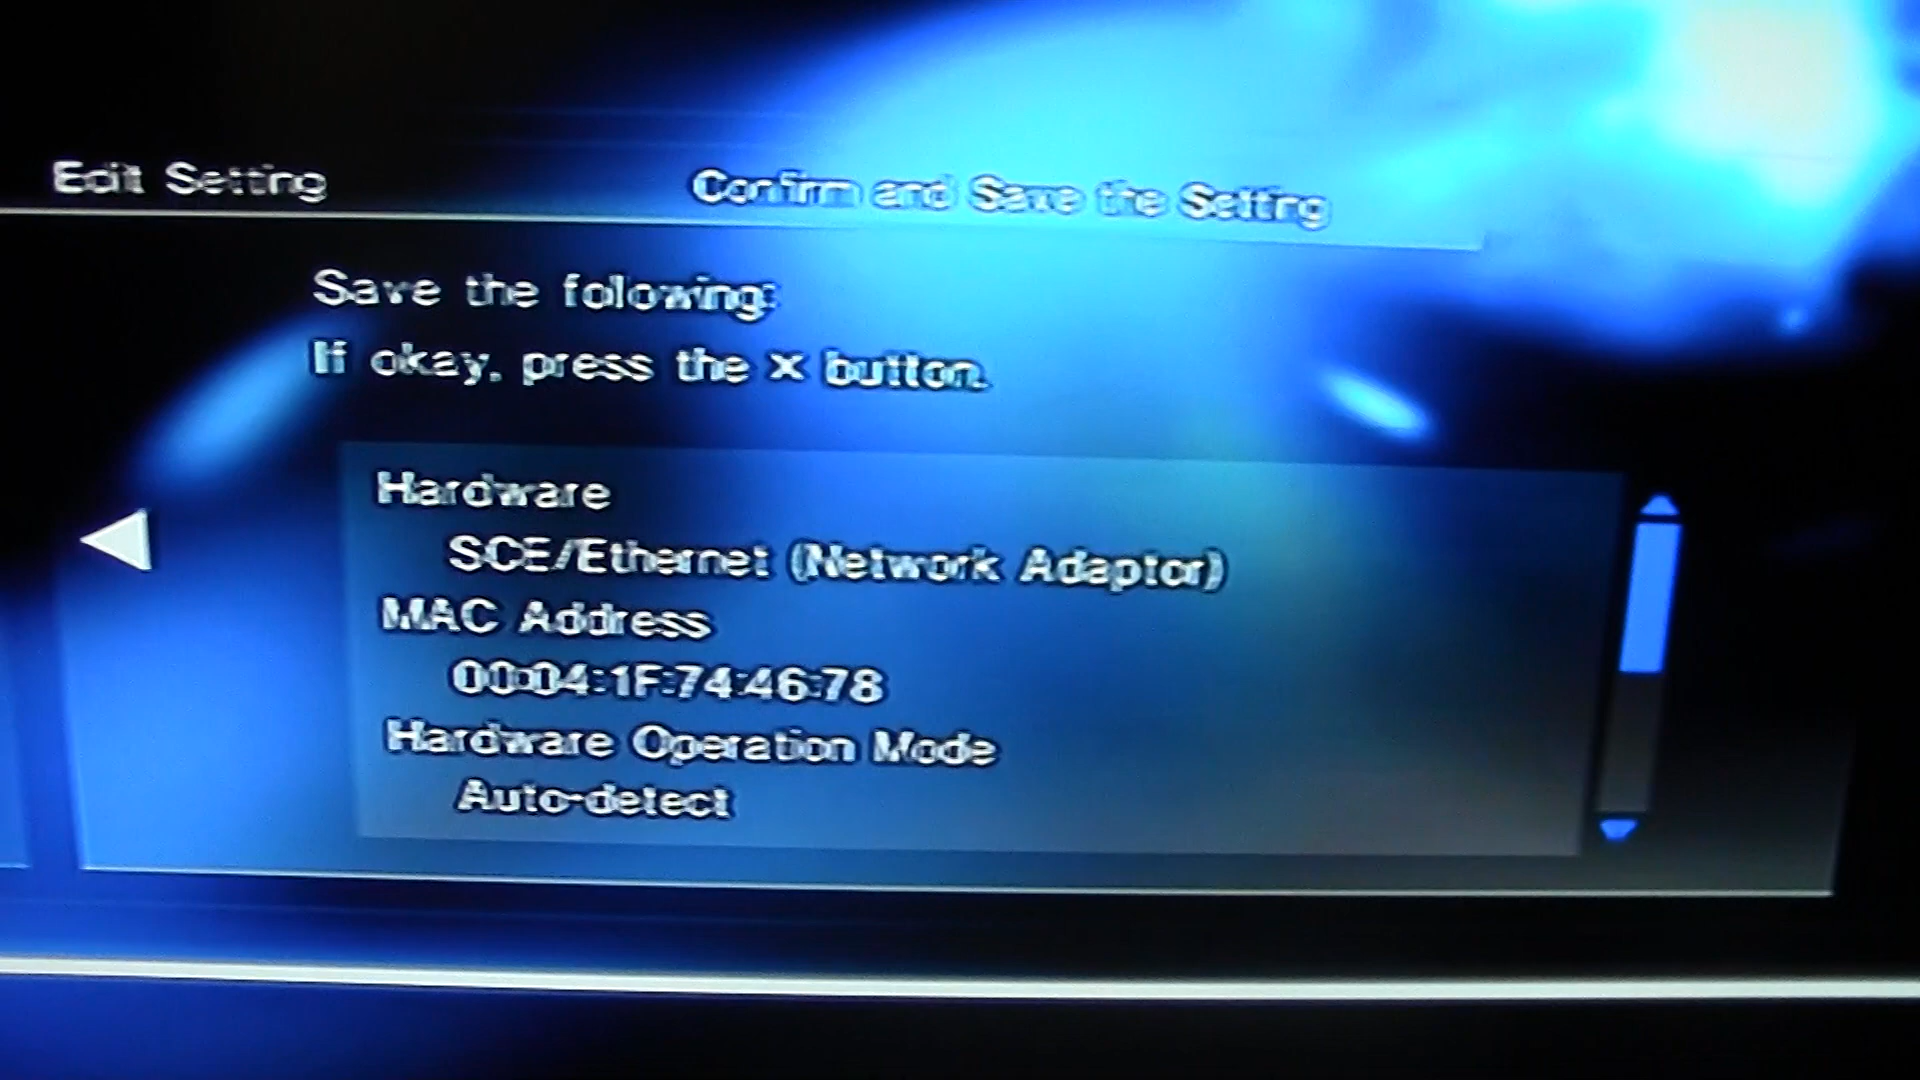 Edit Setting
Confirm and Save the Setting
Save the following:
If okay, press the × button.
Hardware
SCE/Ethernet (Network Adaptor)
MAC Address
00:04:1F:74:46:78
Hardware Operation Mode
Auto-detect